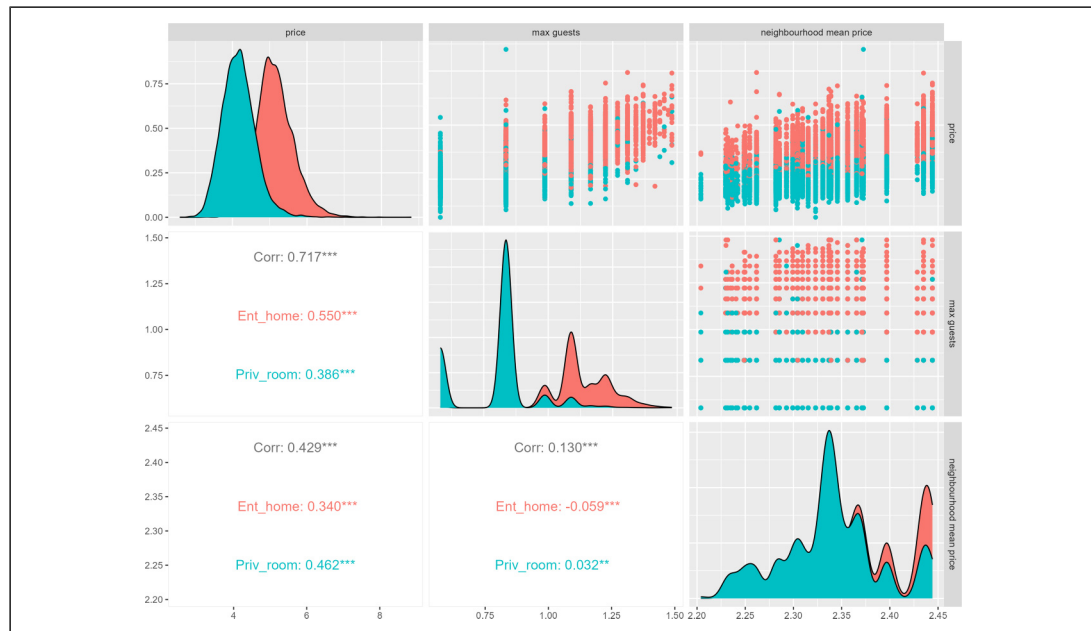 price max guests neighbourhood mean price
0.75
0.50
0.25
0.00
price
1.50
1.25
1.00
0.75
Corr: 0.717***
Ent_home: 0.550***
Priv_room: 0.386***
max guests
2.45
2.40
2.35
2.30
2.25
2.20
Corr: 0.429***
Ent_home: 0.340***
Priv_room: 0.462***
Corr: 0.130***
Ent_home: -0.059***
Priv_room: 0.032**
neighbourhood mean price
4 6 8 0.75 1.00 1.25 1.50 2.20 2.25 2.30 2.35 2.40 2.45